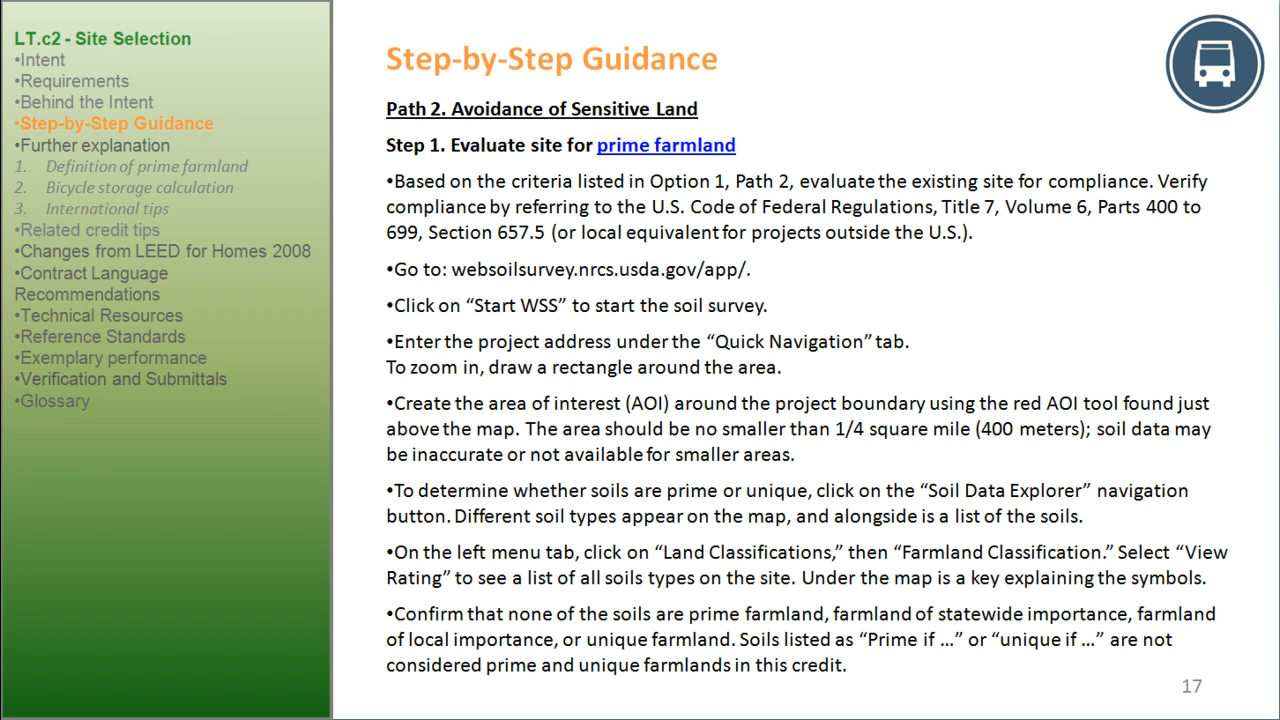 LT.c2 - Site Selection
•Intent
•Requirements
•Behind the Intent
•Step-by-Step Guidance
•Further explanation
1. Definition of prime farmland
2. Bicycle storage calculation
3. International tips
•Related credit tips
•Changes from LEED for Homes 2008
•Contract Language
Recommendations
•Technical Resources
•Reference Standards
•Exemplary performance
•Verification and Submittals
•Glossary
Step-by-Step Guidance
Path 2. Avoidance of Sensitive Land
Step 1. Evaluate site for prime farmland
•Based on the criteria listed in Option 1, Path 2, evaluate the existing site for compliance. Verify
compliance by referring to the U.S. Code of Federal Regulations, Title 7, Volume 6, Parts 400 to
699, Section 657.5 (or local equivalent for projects outside the U.S.).
•Go to: websoilsurvey.nrcs.usda.gov/app/.
•Click on “Start WSS” to start the soil survey.
•Enter the project address under the “Quick Navigation” tab.
To zoom in, draw a rectangle around the area.
•Create the area of interest (AOI) around the project boundary using the red AOI tool found just
above the map. The area should be no smaller than 1/4 square mile (400 meters); soil data may
be inaccurate or not available for smaller areas.
•To determine whether soils are prime or unique, click on the “Soil Data Explorer” navigation
button. Different soil types appear on the map, and alongside is a list of the soils.
•On the left menu tab, click on “Land Classifications,” then “Farmland Classification.” Select “View
Rating” to see a list of all soils types on the site. Under the map is a key explaining the symbols.
•Confirm that none of the soils are prime farmland, farmland of statewide importance, farmland
of local importance, or unique farmland. Soils listed as “Prime if …” or “unique if …” are not
considered prime and unique farmlands in this credit.
17